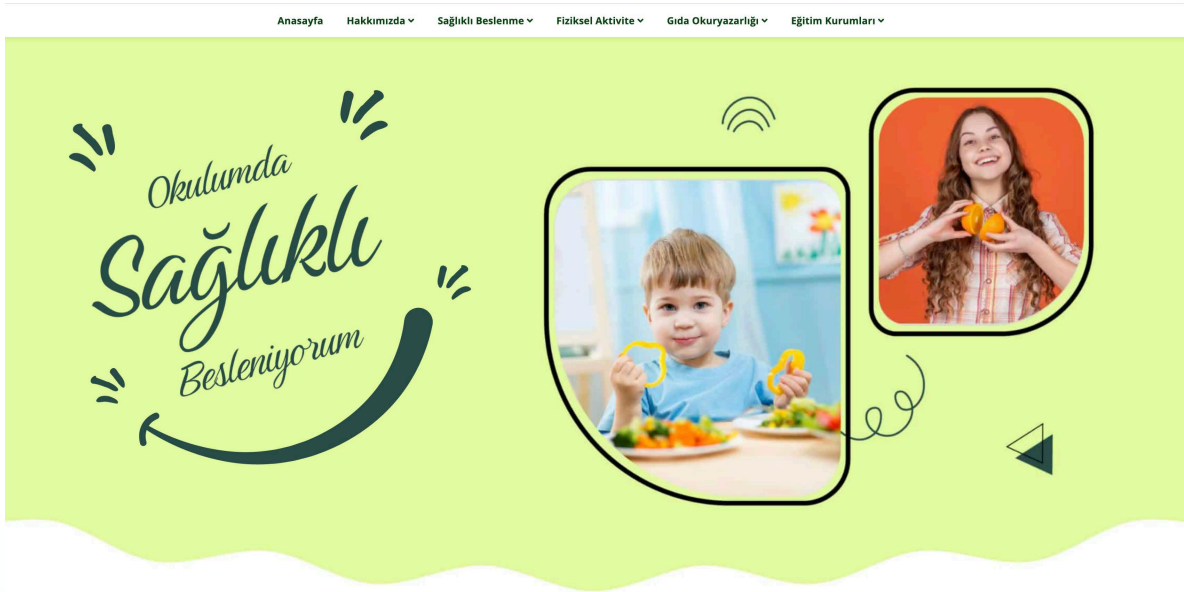 Anasayfa Hakkımızda Sağlıklı Beslenme Fiziksel Aktivite Gıda Okuryazarlığı Eğitim Kurumları
Okulumda
Sağlıklı
Besleniyorum